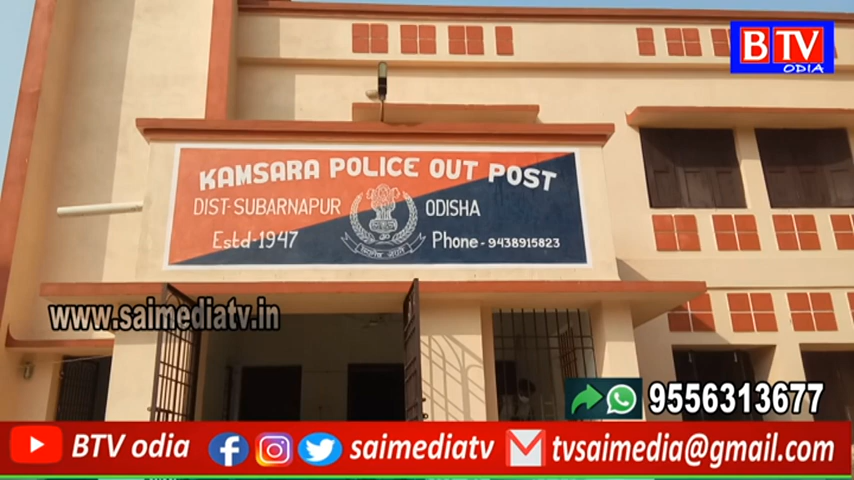 BTV
ODIA
KAMSARA POLICE OUT POST
DIST-SUBARNAPUR ODISHA
Estd-1947 Phone - 9438915823
www.saimediatv.in
9556313677
BTV odia saimediatv tvsaimedia@gmail.com